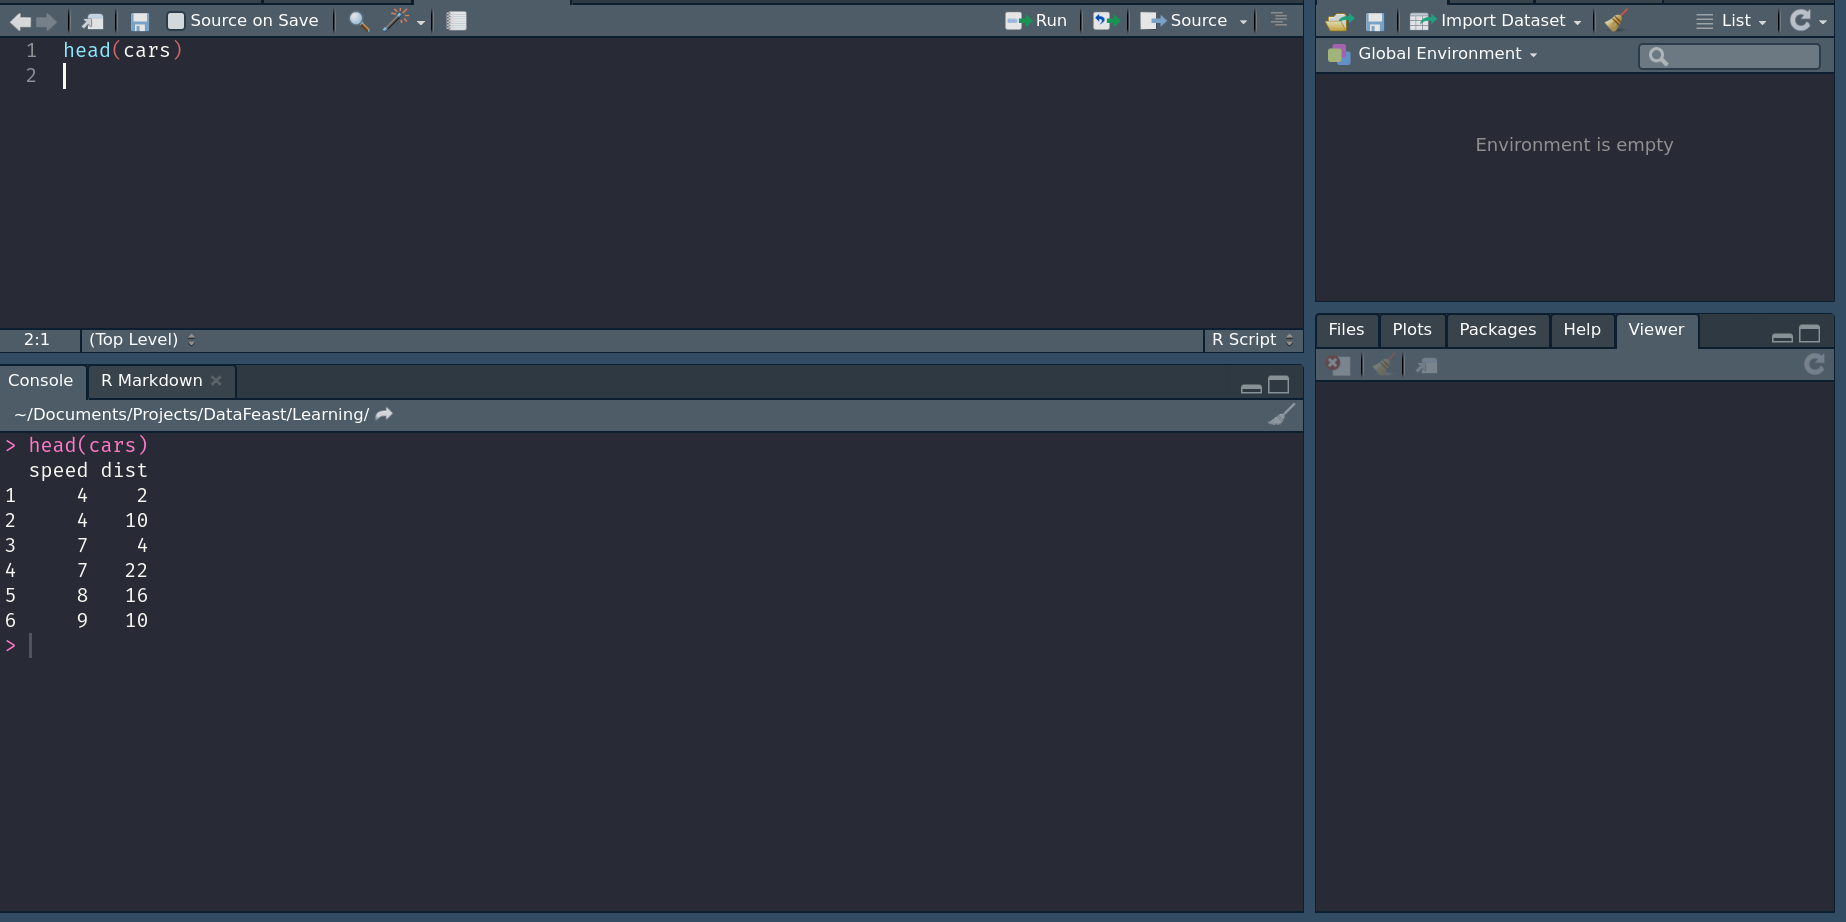 Source on Save
Run
Source
1 head(cars)
2
2:1 (Top Level) R Script
Console R Markdown
~/Documents/Projects/DataFeast/Learning/
> head(cars)
speed dist
1 4 2
2 4 10
3 7 4
4 7 22
5 8 16
6 9 10
>
Import Dataset List
Global Environment
Environment is empty
Files Plots Packages Help Viewer